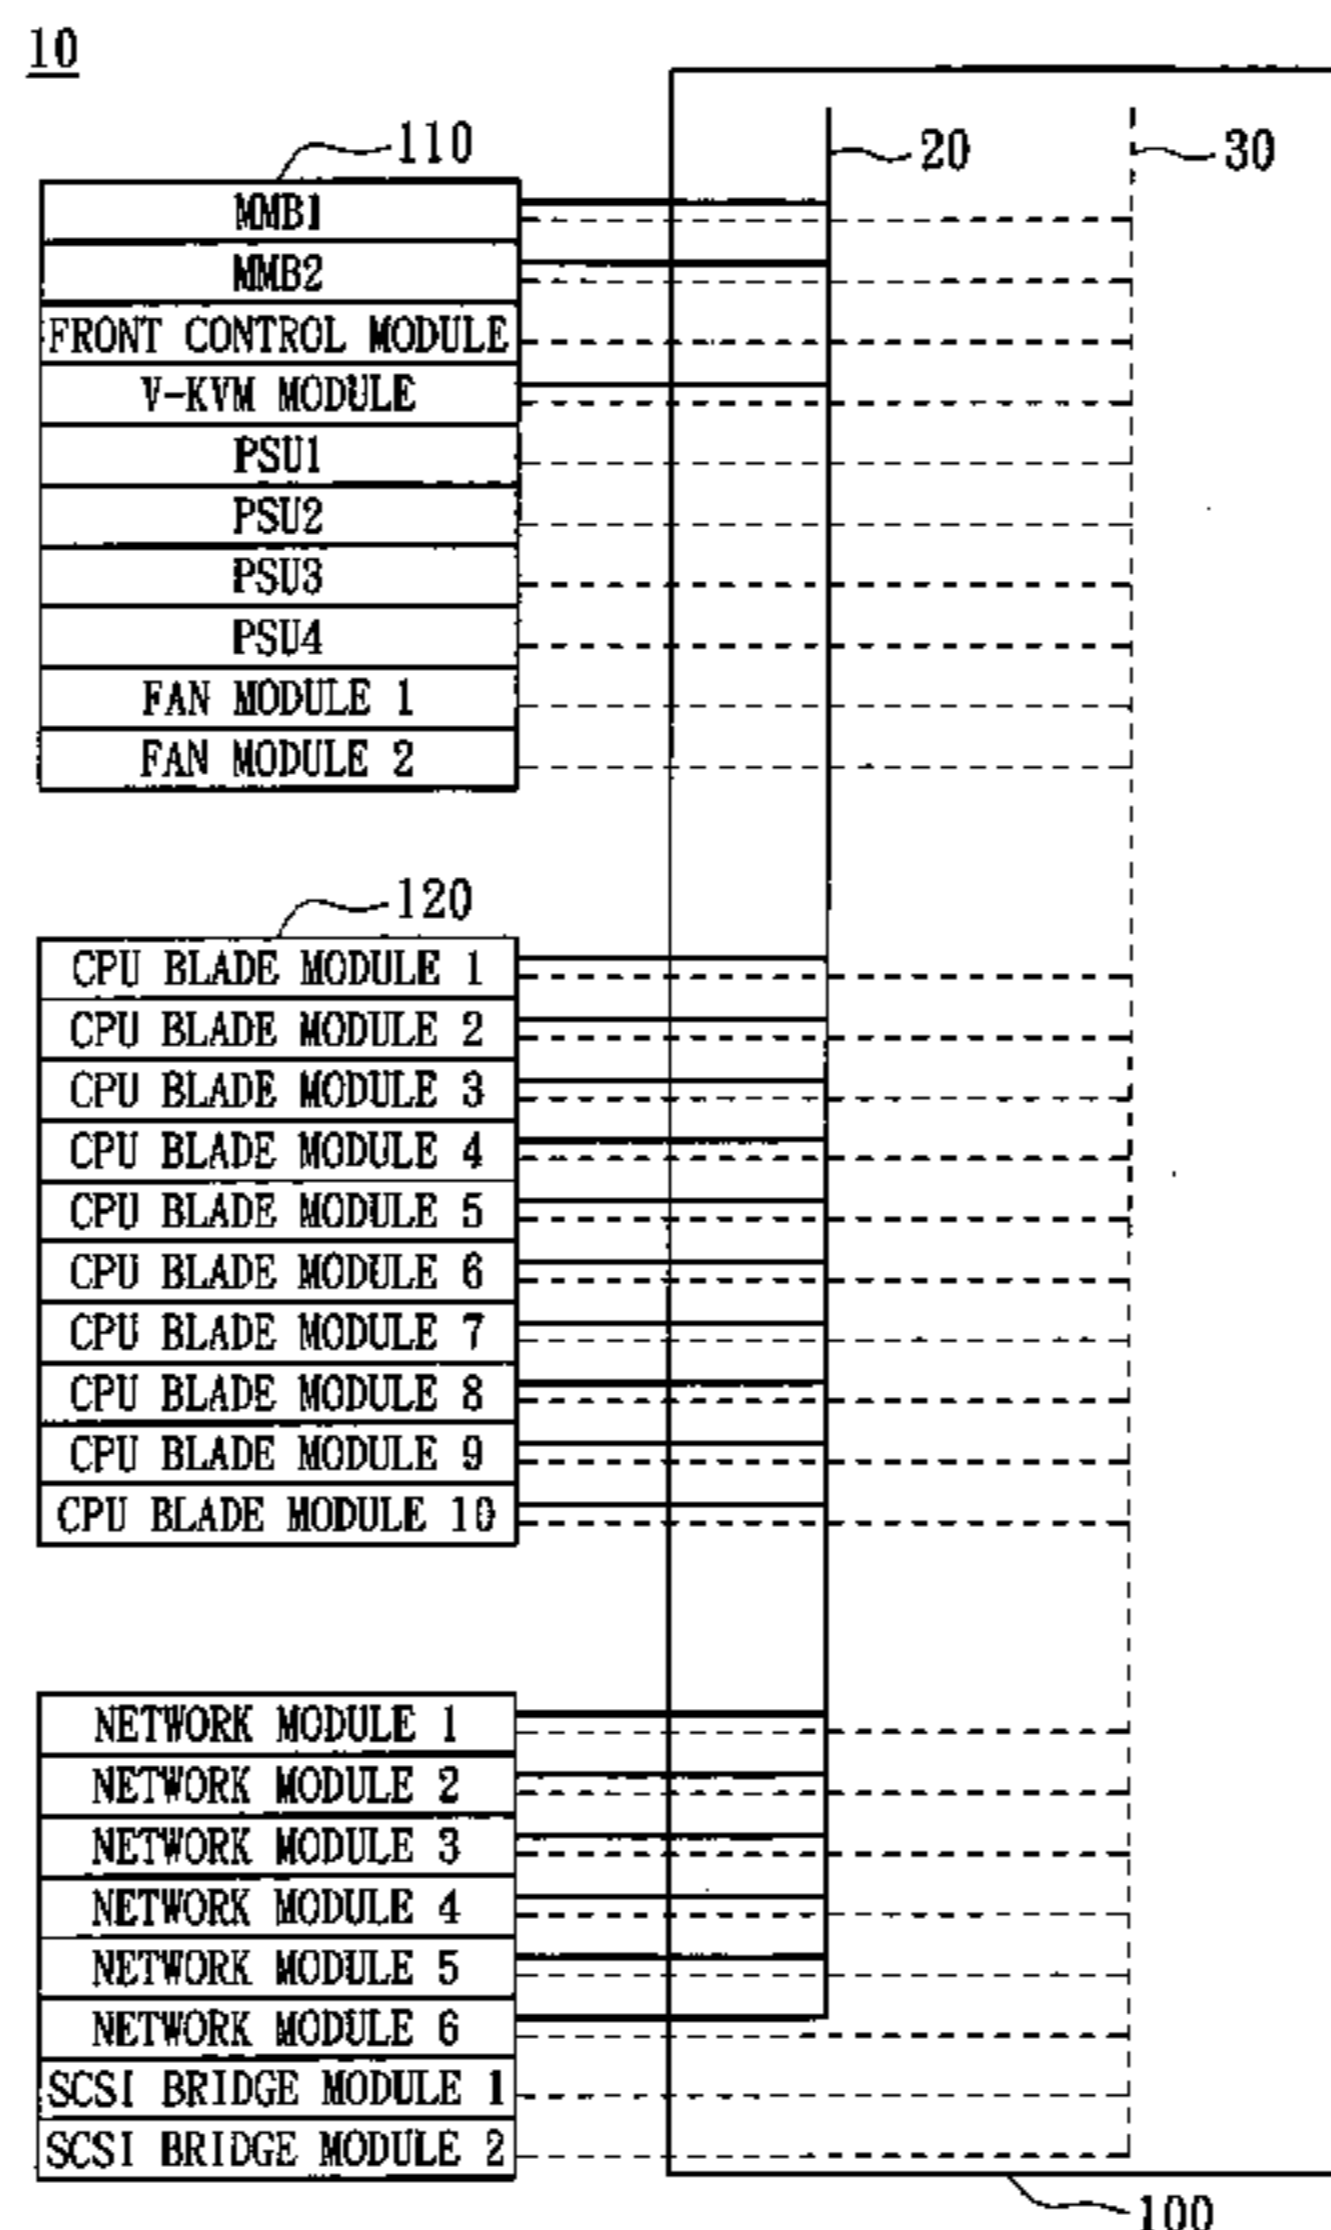 10
110
20
30
MMB1
MMB2
FRONT CONTROL MODULE
V-KVM MODULE
PSU1
PSU2
PSU3
PSU4
FAN MODULE 1
FAN MODULE 2
120
CPU BLADE MODULE 1
CPU BLADE MODULE 2
CPU BLADE MODULE 3
CPU BLADE MODULE 4
CPU BLADE MODULE 5
CPU BLADE MODULE 6
CPU BLADE MODULE 7
CPU BLADE MODULE 8
CPU BLADE MODULE 9
CPU BLADE MODULE 10
NETWORK MODULE 1
NETWORK MODULE 2
NETWORK MODULE 3
NETWORK MODULE 4
NETWORK MODULE 5
NETWORK MODULE 6
SCSI BRIDGE MODULE 1
SCSI BRIDGE MODULE 2
100